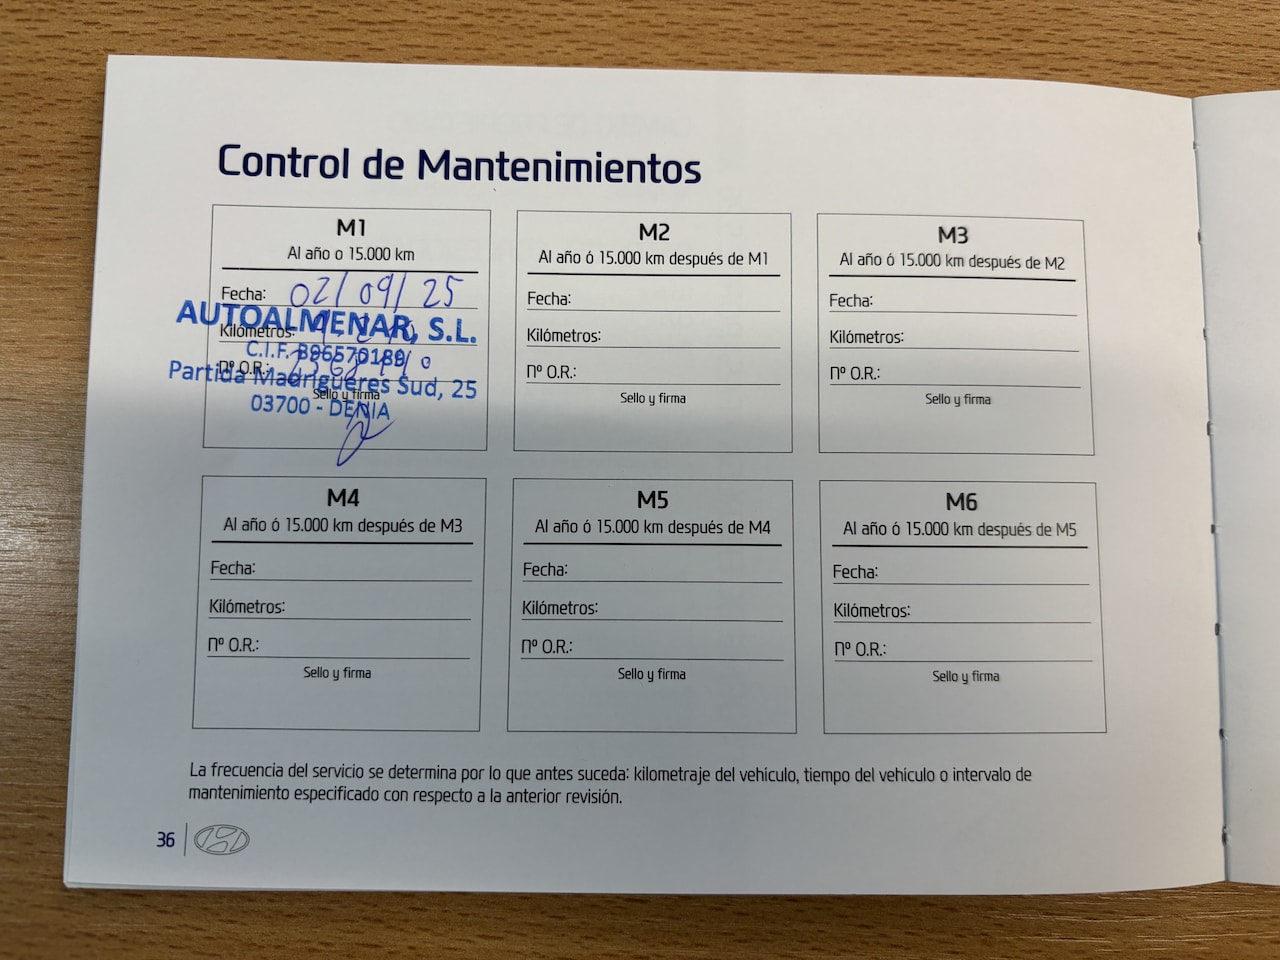 Control de Mantenimientos
M1
Al año o 15.000 km
Fecha: 02/09/25
AUTOALMENAR, S.L.
Kilómetros:
C.I.F. B96570189
Nº O.R.:
Partida Madrigueres Sud, 25
Sello y firma
03700 - DENIA
M2
Al año ó 15.000 km después de M1
Fecha:
Kilómetros:
Nº O.R.:
Sello y firma
M3
Al año ó 15.000 km después de M2
Fecha:
Kilómetros:
Nº O.R.:
Sello y firma
M4
Al año ó 15.000 km después de M3
Fecha:
Kilómetros:
Nº O.R.:
Sello y firma
M5
Al año ó 15.000 km después de M4
Fecha:
Kilómetros:
Nº O.R.:
Sello y firma
M6
Al año ó 15.000 km después de M5
Fecha:
Kilómetros:
Nº O.R.:
Sello y firma
La frecuencia del servicio se determina por lo que antes suceda: kilometraje del vehiculo, tiempo del vehiculo o intervalo de
mantenimiento especificado con respecto a la anterior revisión.
36